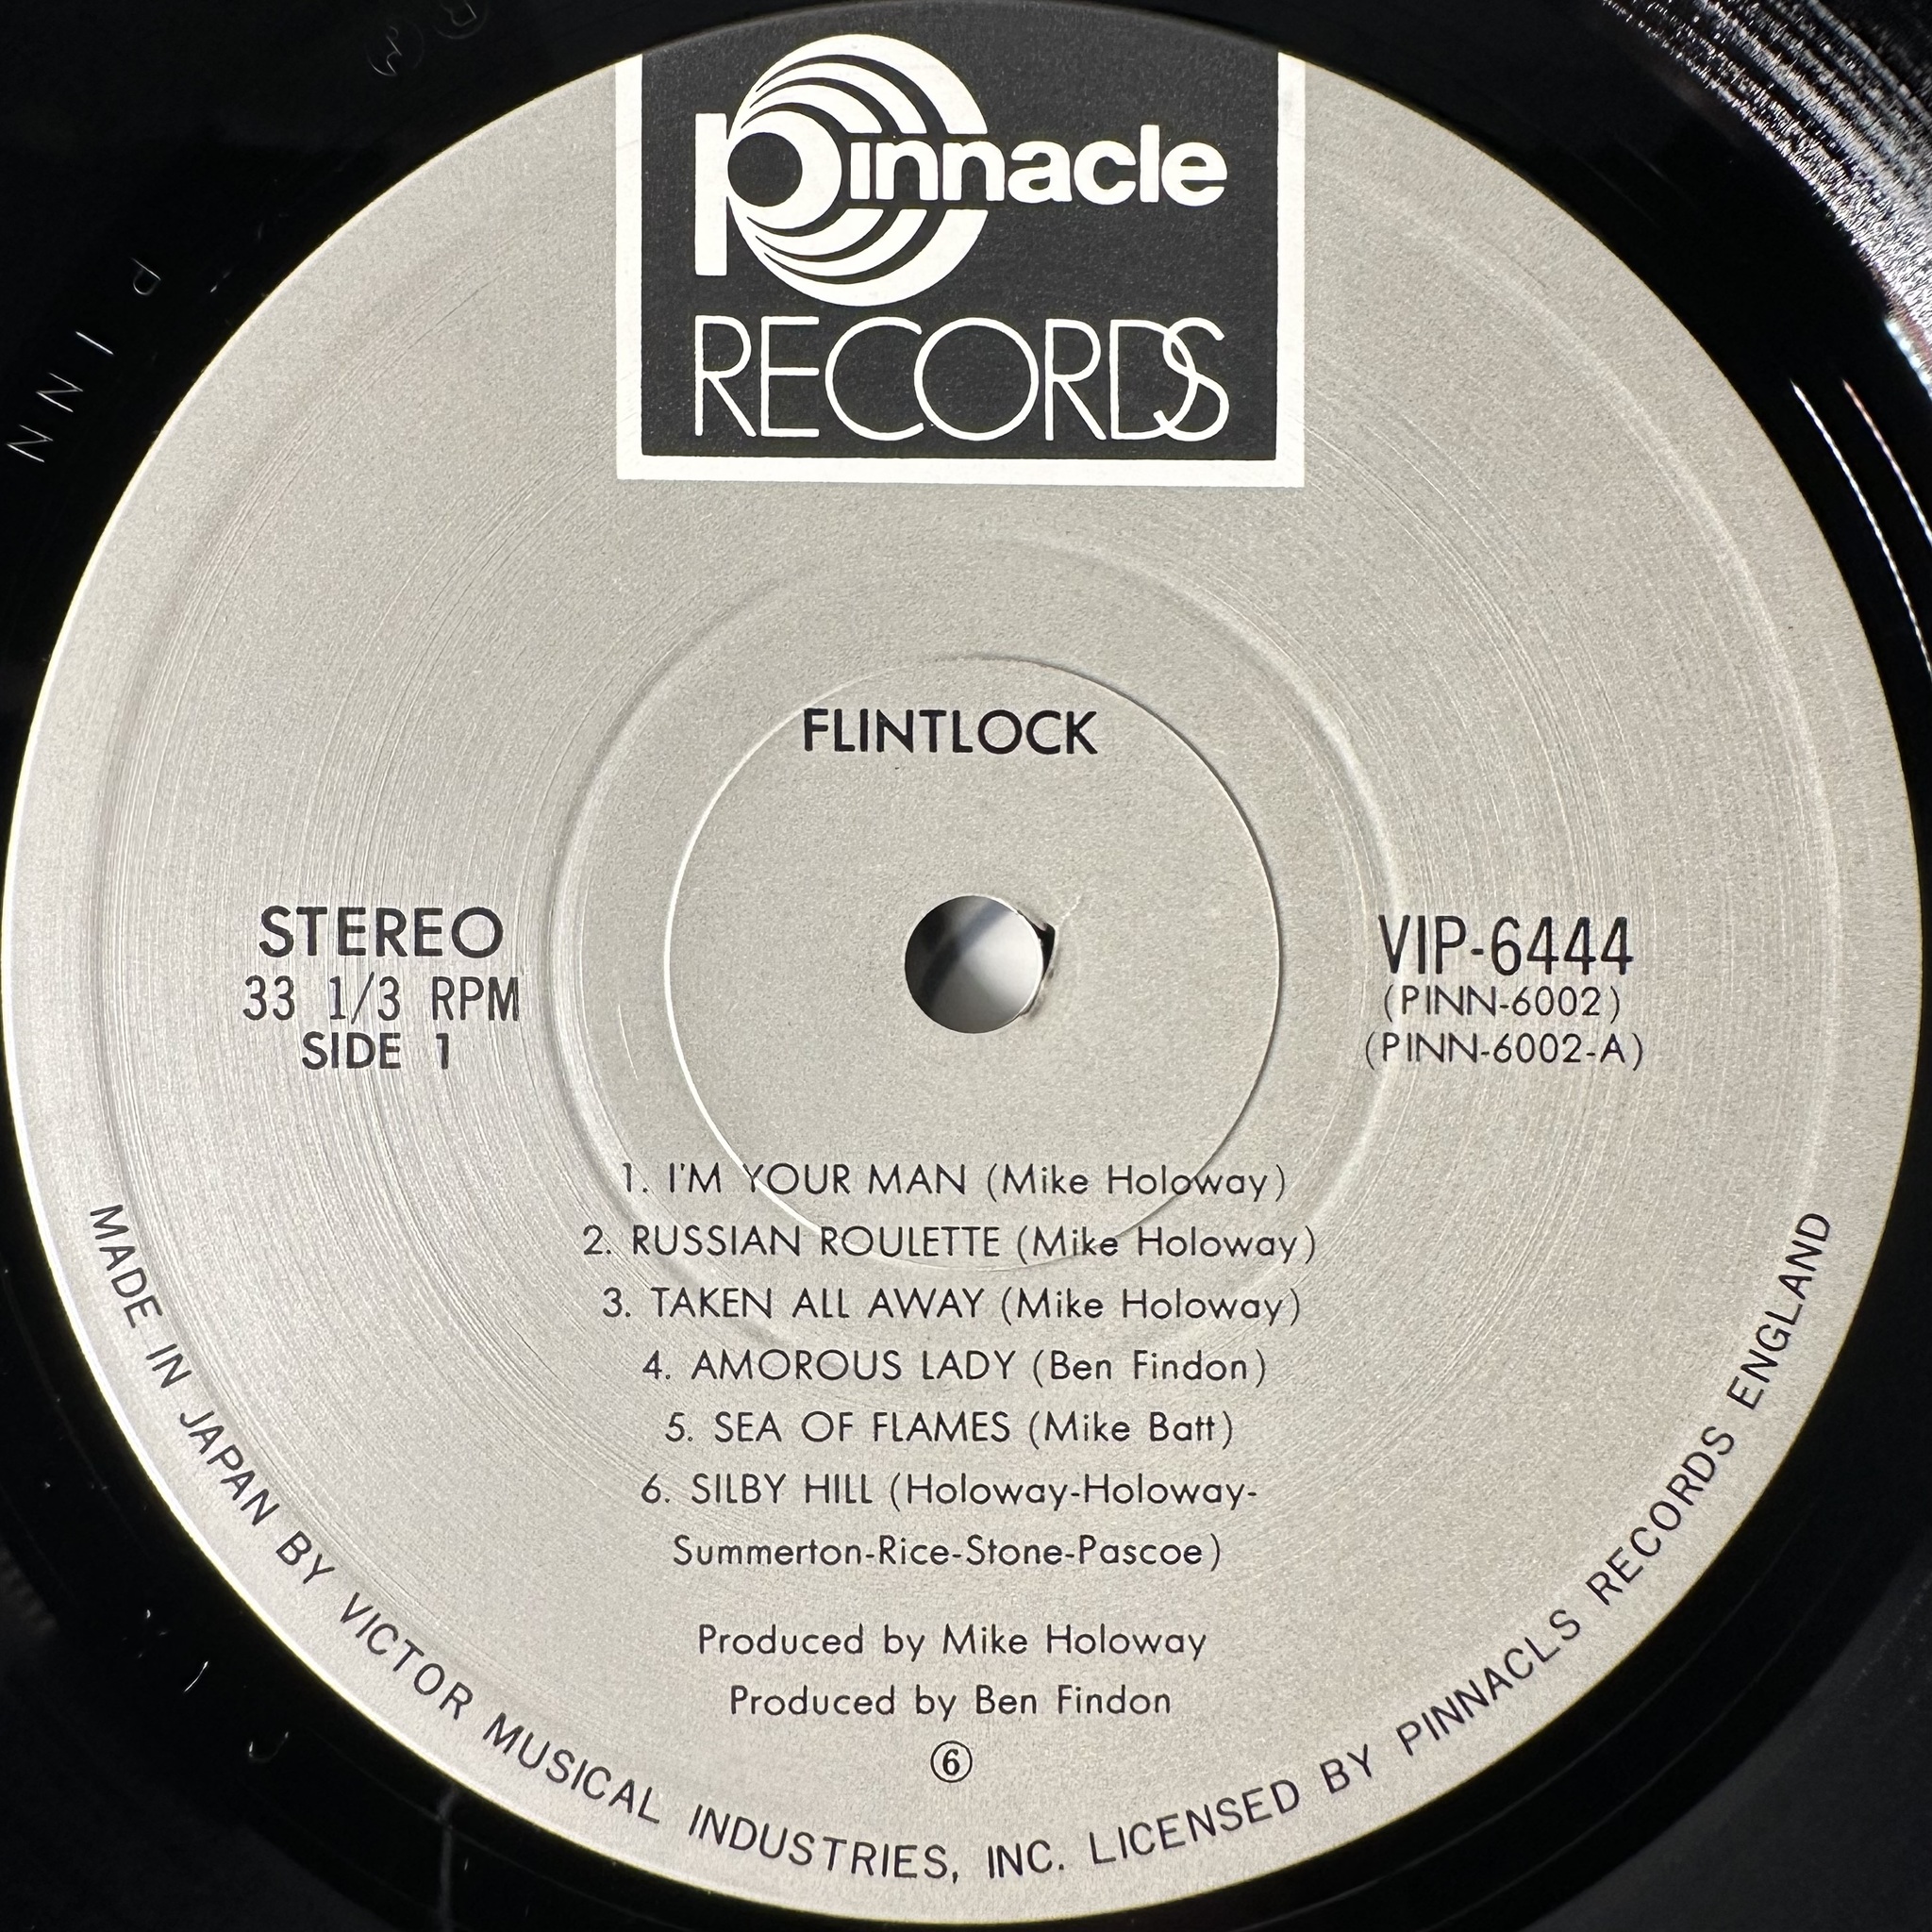 Pinnacle
RECORDS
FLINTLOCK
STEREO
33 1/3 RPM
SIDE 1
VIP-6444
(PINN-6002)
(PINN-6002-A)
1. I'M YOUR MAN (Mike Holoway)
2. RUSSIAN ROULETTE (Mike Holoway)
3. TAKEN ALL AWAY (Mike Holoway)
4. AMOROUS LADY (Ben Findon)
5. SEA OF FLAMES (Mike Batt)
6. SILBY HILL (Holoway-Holoway-
Summerton-Rice-Stone-Pascoe)
Produced by Mike Holoway
Produced by Ben Findon
⑥
MADE IN JAPAN BY VICTOR MUSICAL INDUSTRIES, INC. LICENSED BY PINNACLS RECORDS ENGLAND
PINN